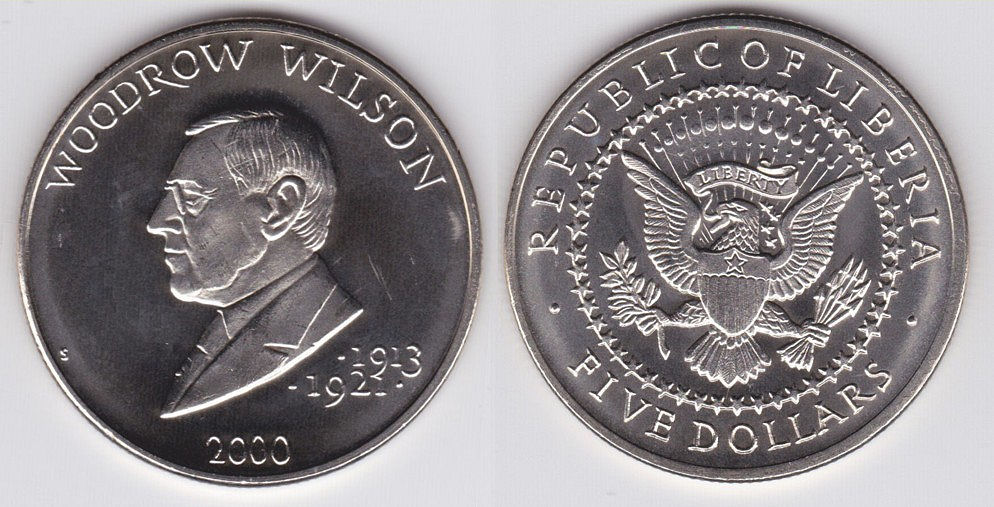 WOODROW WILSON
S
·1913
·1921·
2000
REPUBLIC OF LIBERIA
LIBERTY
· FIVE DOLLARS ·